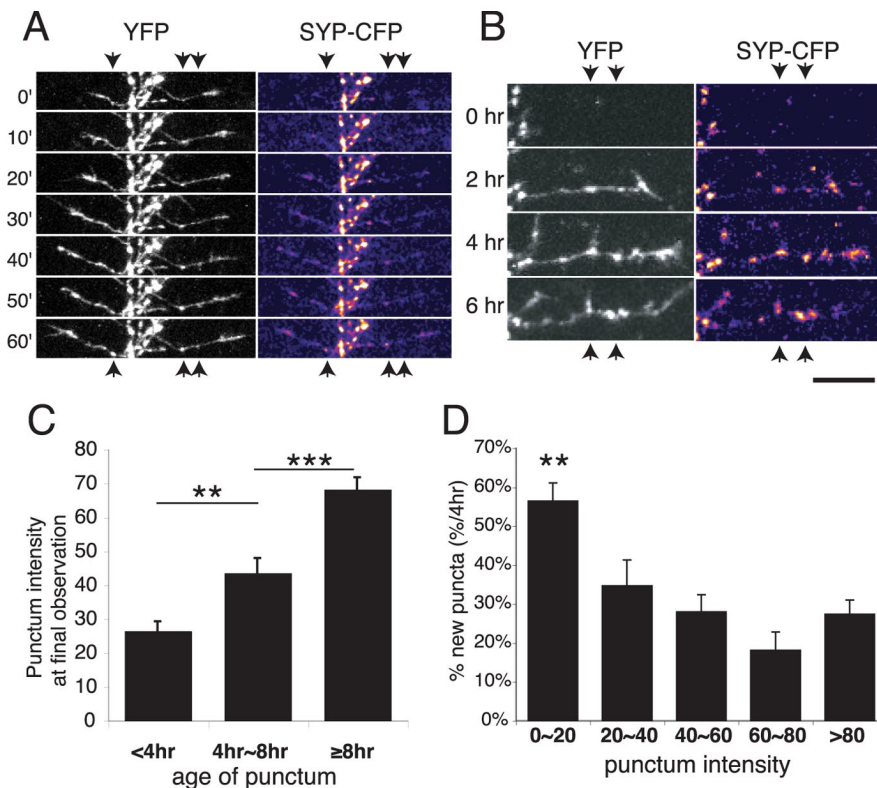 A
YFP
SYP-CFP
0'
10'
20'
30'
40'
50'
60'
B
YFP
SYP-CFP
0 hr
2 hr
4 hr
6 hr
C
Punctum intensity
at final observation
80
70
60
50
40
30
20
10
0
**
***
<4hr
4hr~8hr
≥8hr
age of punctum
D
% new puncta (%/4hr)
70%
60%
50%
40%
30%
20%
10%
0%
**
0~20
20~40
40~60
60~80
>80
punctum intensity